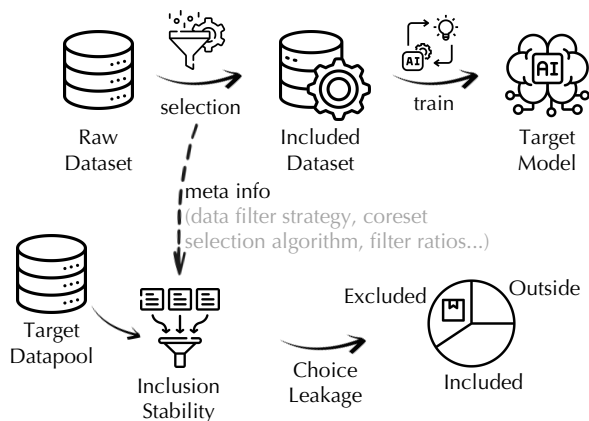 selection
train
AI
AI
Raw
Dataset
Included
Dataset
Target
Model
meta info
(data filter strategy, coreset
selection algorithm, filter ratios...)
Target
Datapool
Inclusion
Stability
Choice
Leakage
Excluded
Outside
Included